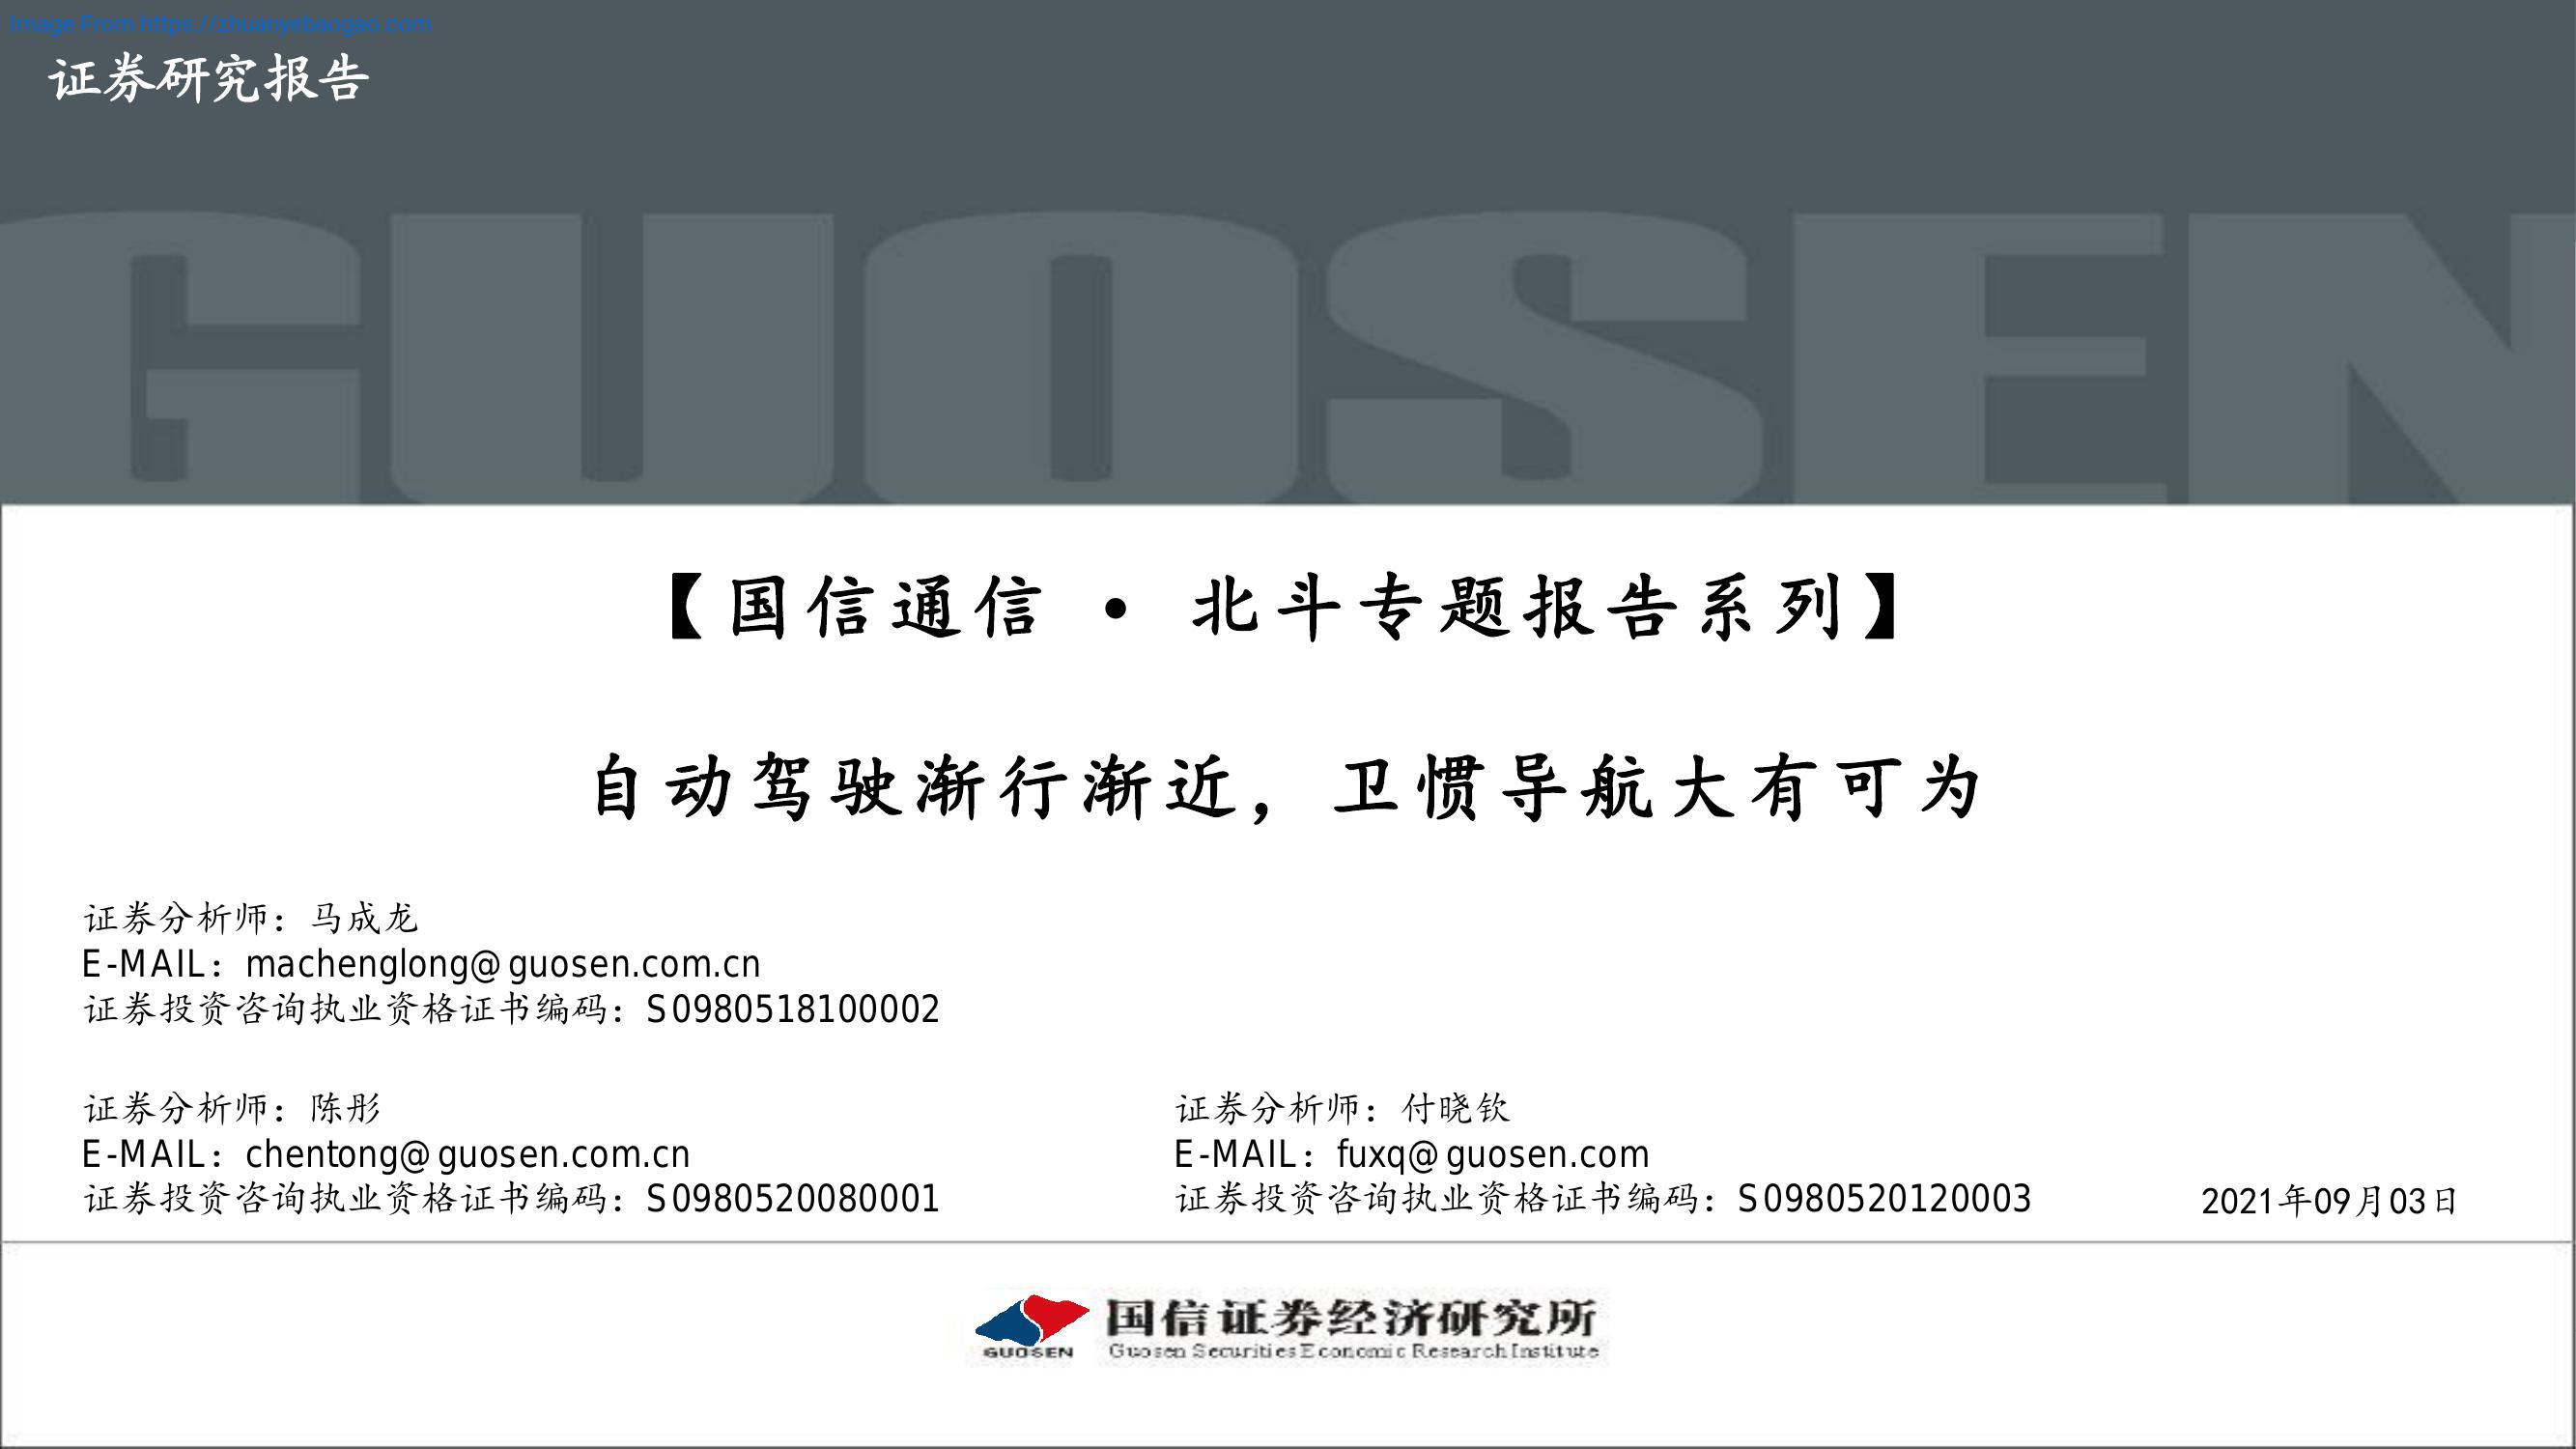 Image From https://zhuanyebaogao.com
证券研究报告
GUOSEN
【国信通信 • 北斗专题报告系列】
自动驾驶渐行渐近，卫惯导航大有可为
证券分析师：马成龙
E-MAIL：machenglong@guosen.com.cn
证券投资咨询执业资格证书编码：S0980518100002
证券分析师：陈彤
E-MAIL：chentong@guosen.com.cn
证券投资咨询执业资格证书编码：S0980520080001
证券分析师：付晓钦
E-MAIL：fuxq@guosen.com
证券投资咨询执业资格证书编码：S0980520120003
2021年09月03日
GUOSEN
国信证券经济研究所
Guosen Securities Economic Research Institute